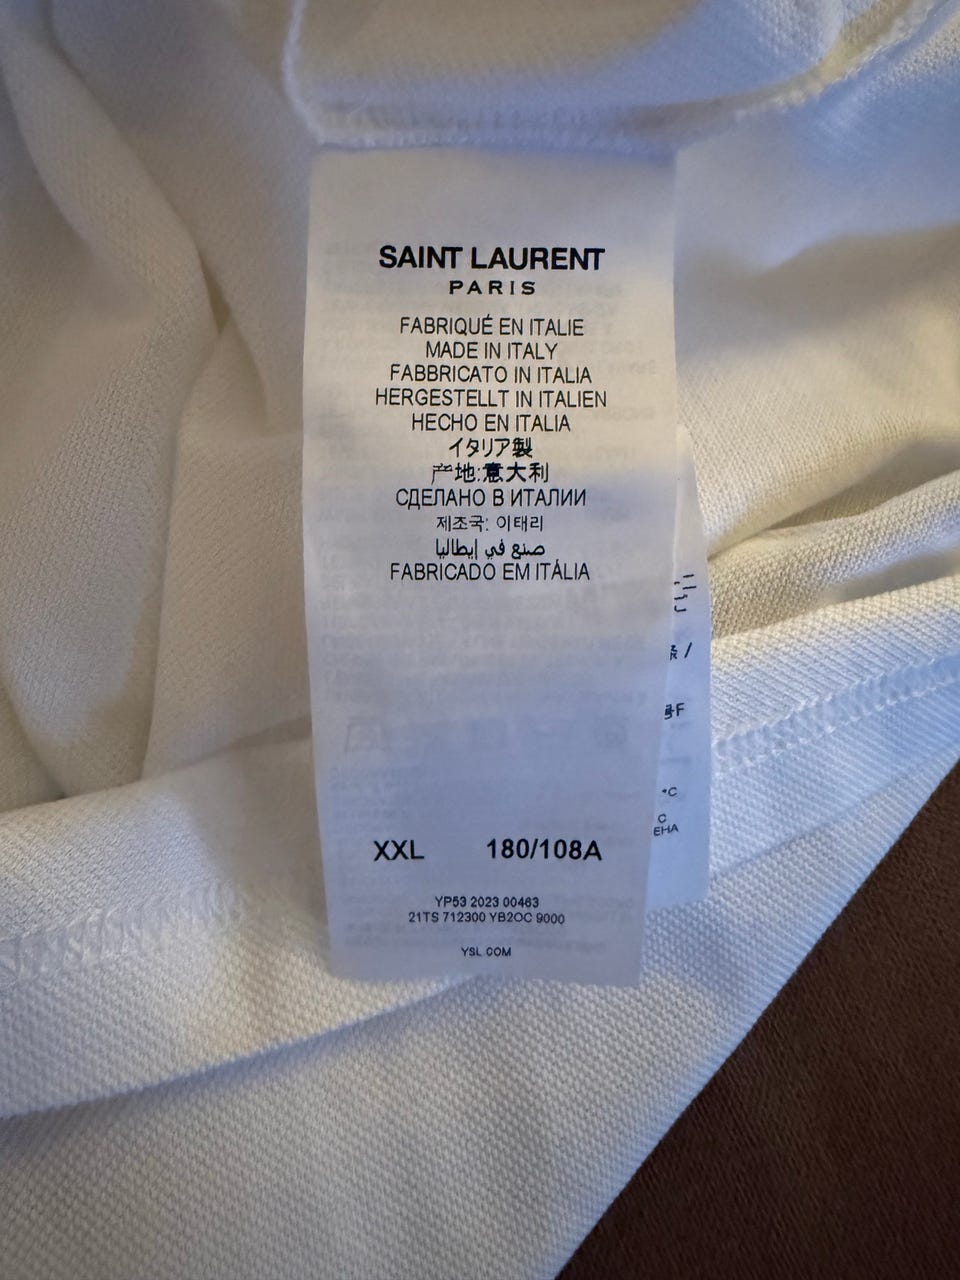 SAINT LAURENT
PARIS
FABRIQUÉ EN ITALIE
MADE IN ITALY
FABBRICATO IN ITALIA
HERGESTELLT IN ITALIEN
HECHO EN ITALIA
イタリア製
产地:意大利
СДЕЛАНО В ИТАЛИИ
제조국: 이태리
صنع في إيطاليا
FABRICADO EM ITÁLIA
XXL 180/108A
YP53 2023 00463
21TS 712300 YB2OC 9000
YSL.COM
°C
C